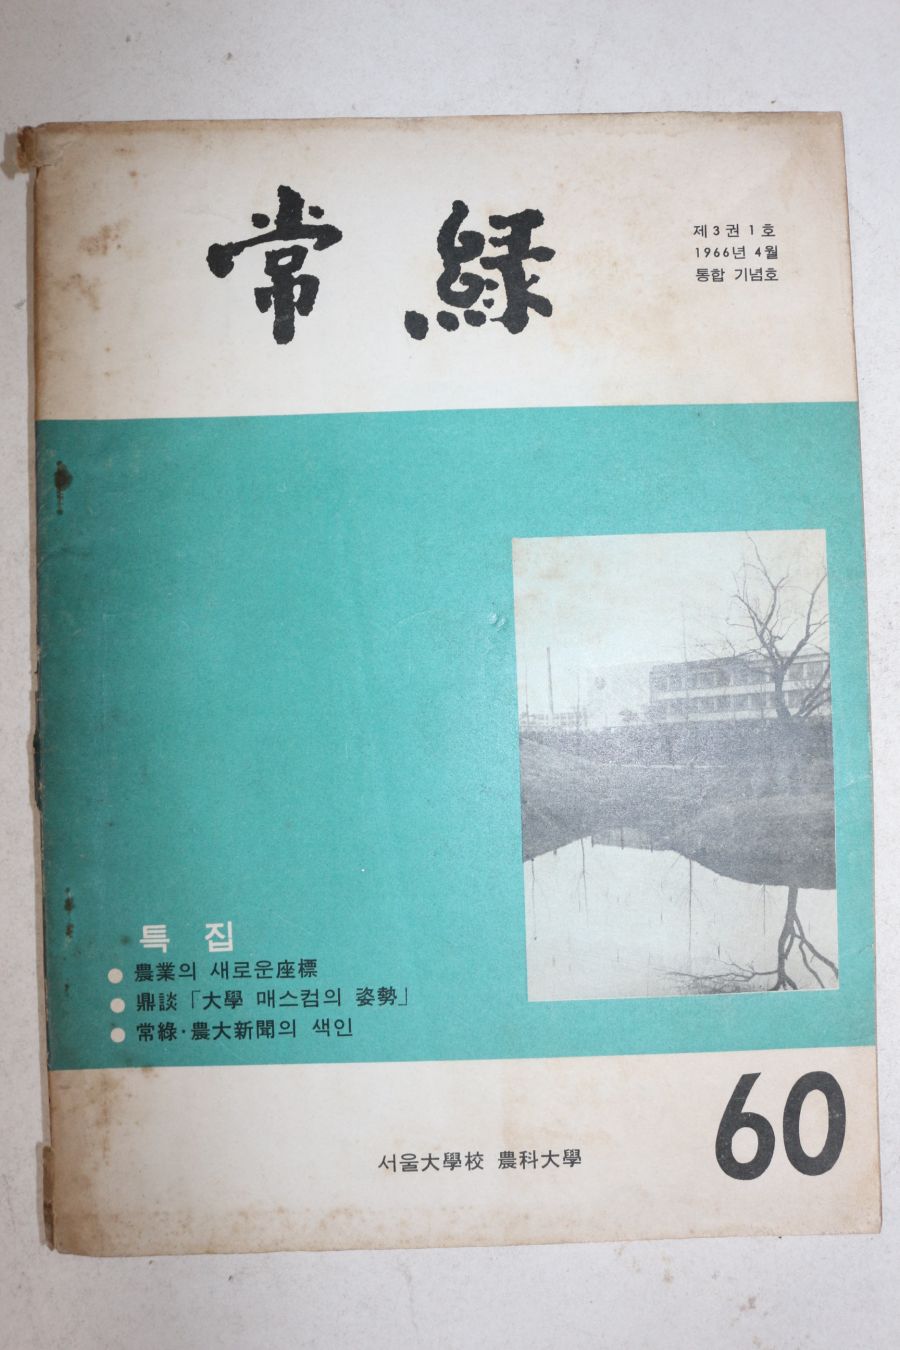 常綠
제3권 1호
1966년 4월
통합 기념호
특 집
● 農業의 새로운座標
● 鼎談「大學 매스컴의 姿勢」
● 常綠·農大新聞의 색인
60
서울大學校 農科大學